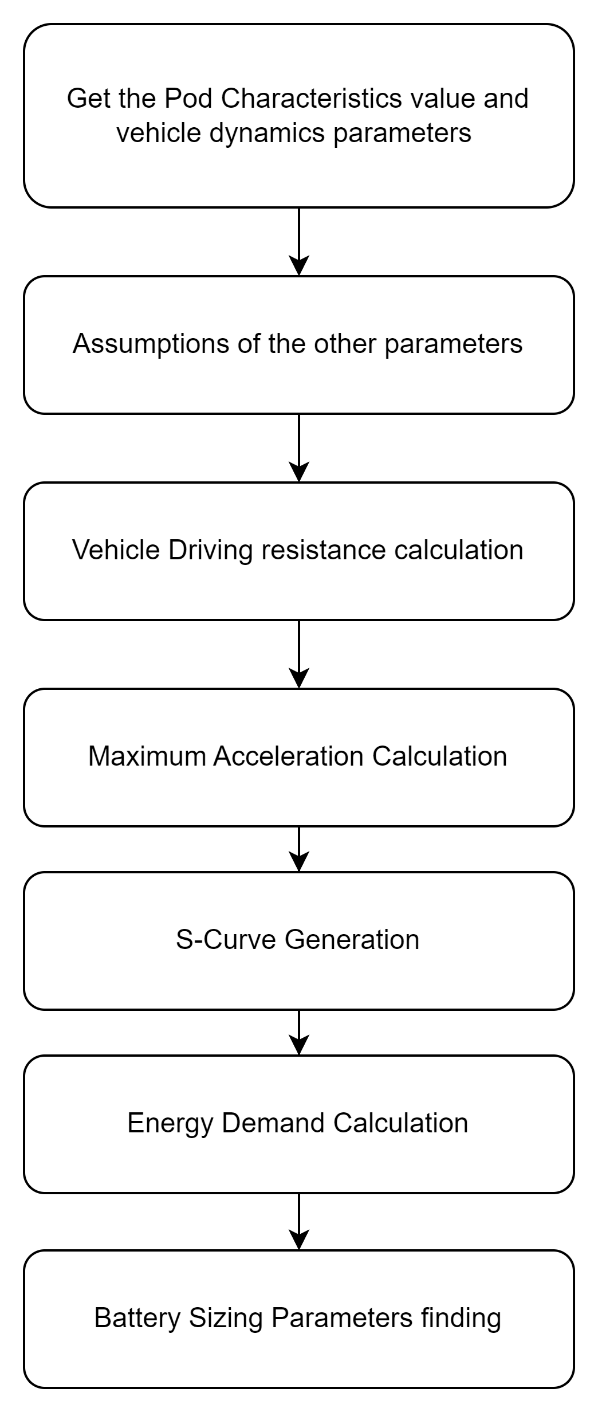 Get the Pod Characteristics value and
vehicle dynamics parameters
Assumptions of the other parameters
Vehicle Driving resistance calculation
Maximum Acceleration Calculation
S-Curve Generation
Energy Demand Calculation
Battery Sizing Parameters finding